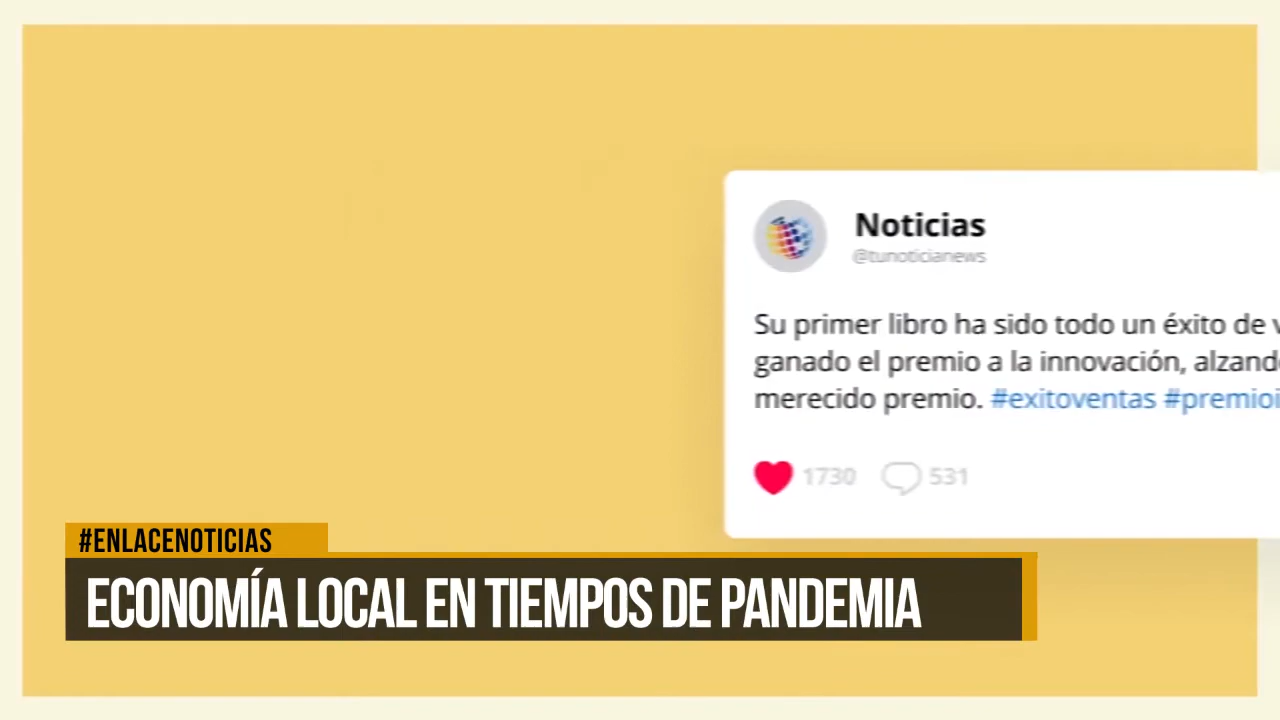 Noticias
@tunoticianews
Su primer libro ha sido todo un éxito de
ganado el premio a la innovación,
merecido premio. #exitoventas
1730 531
#ENLACENOTICIAS
ECONOMÍA LOCAL EN TIEMPOS DE PANDEMIA